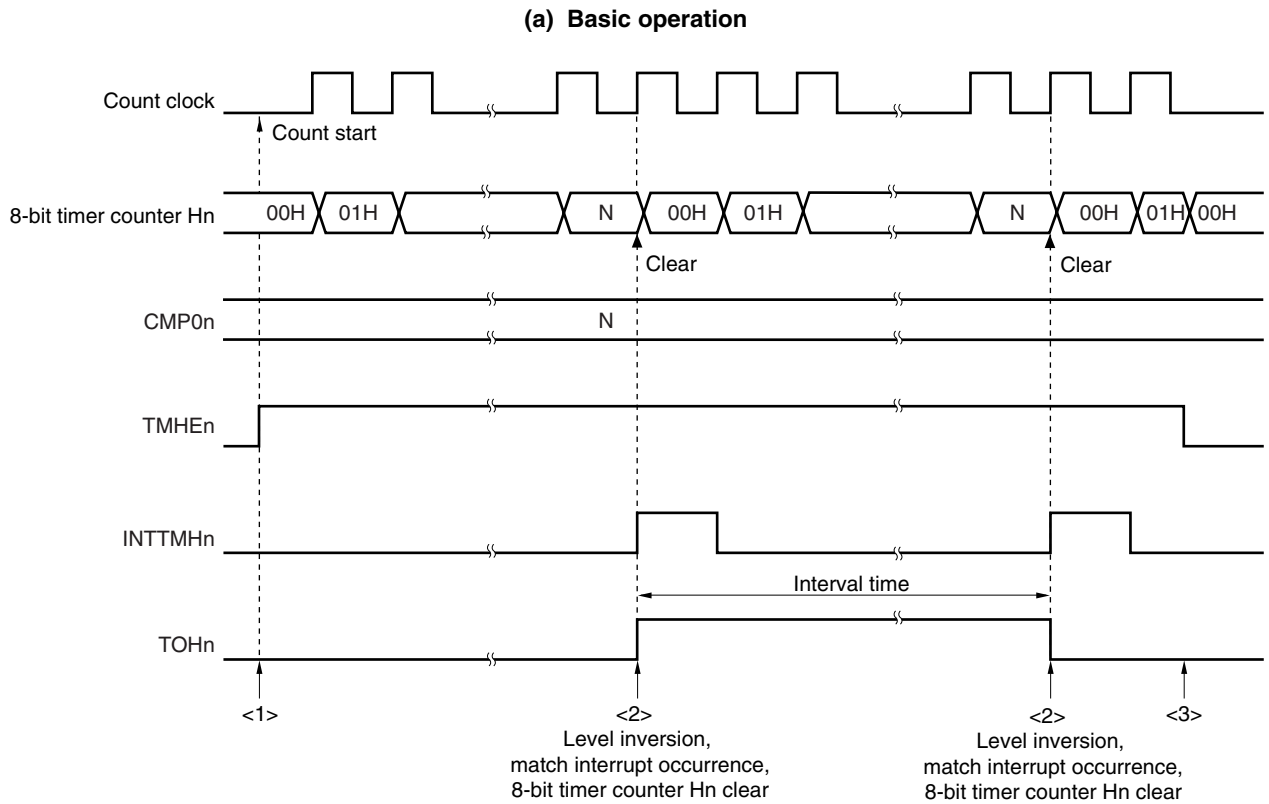 (a) Basic operation
Count clock
Count start
8-bit timer counter Hn
00H 01H N 00H 01H N 00H 01H 00H
Clear Clear
CMP0n N
TMHEn
INTTMHn
Interval time
TOHn
<1> <2> <2> <3>
Level inversion,
match interrupt occurrence,
8-bit timer counter Hn clear
Level inversion,
match interrupt occurrence,
8-bit timer counter Hn clear